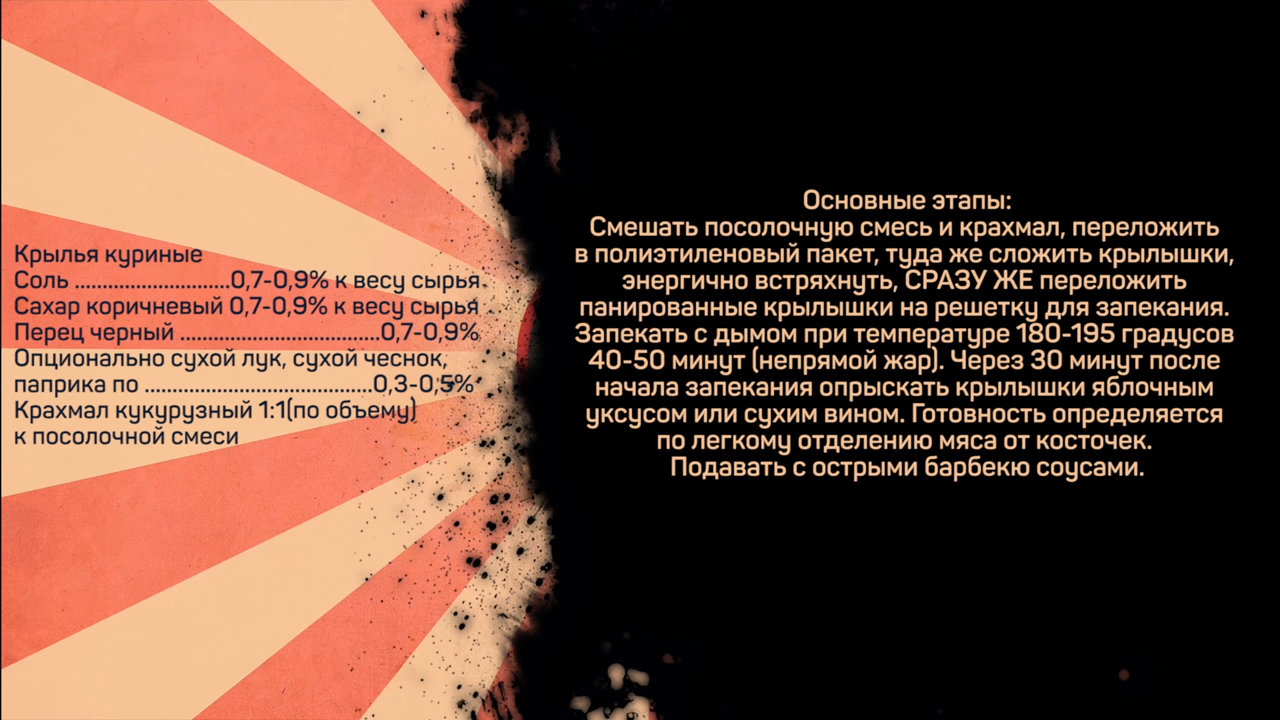 Крылья куриные
Соль ............................0,7-0,9% к весу сырья
Сахар коричневый 0,7-0,9% к весу сырья
Перец черный ....................................0,7-0,9%
Опционально сухой лук, сухой чеснок,
паприка по .........................................0,3-0,5%
Крахмал кукурузный 1:1(по объему)
к посолочной смеси
Основные этапы:
Смешать посолочную смесь и крахмал, переложить
в полиэтиленовый пакет, туда же сложить крылышки,
энергично встряхнуть, СРАЗУ ЖЕ переложить
панированные крылышки на решетку для запекания.
Запекать с дымом при температуре 180-195 градусов
40-50 минут (непрямой жар). Через 30 минут после
начала запекания опрыскать крылышки яблочным
уксусом или сухим вином. Готовность определяется
по легкому отделению мяса от косточек.
Подавать с острыми барбекю соусами.